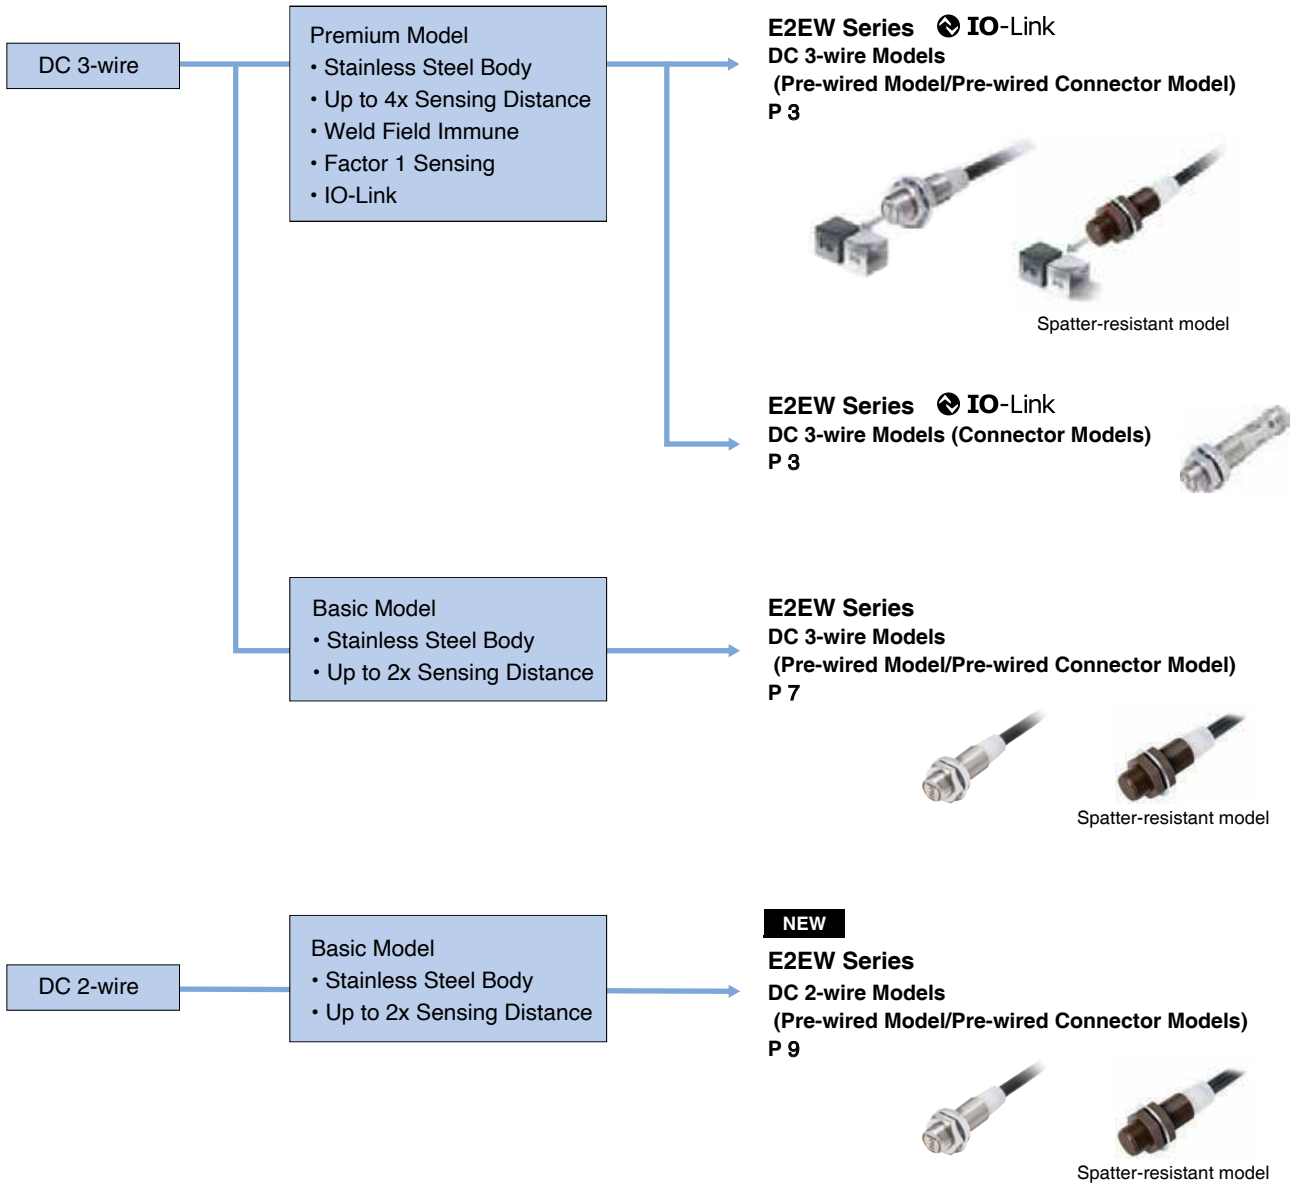 DC 3-wire
Premium Model
• Stainless Steel Body
• Up to 4x Sensing Distance
• Weld Field Immune
• Factor 1 Sensing
• IO-Link
E2EW Series IO-Link
DC 3-wire Models
(Pre-wired Model/Pre-wired Connector Model)
P 3
Spatter-resistant model
E2EW Series IO-Link
DC 3-wire Models (Connector Models)
P 3
Basic Model
• Stainless Steel Body
• Up to 2x Sensing Distance
E2EW Series
DC 3-wire Models
(Pre-wired Model/Pre-wired Connector Model)
P 7
Spatter-resistant model
DC 2-wire
Basic Model
• Stainless Steel Body
• Up to 2x Sensing Distance
NEW
E2EW Series
DC 2-wire Models
(Pre-wired Model/Pre-wired Connector Models)
P 9
Spatter-resistant model